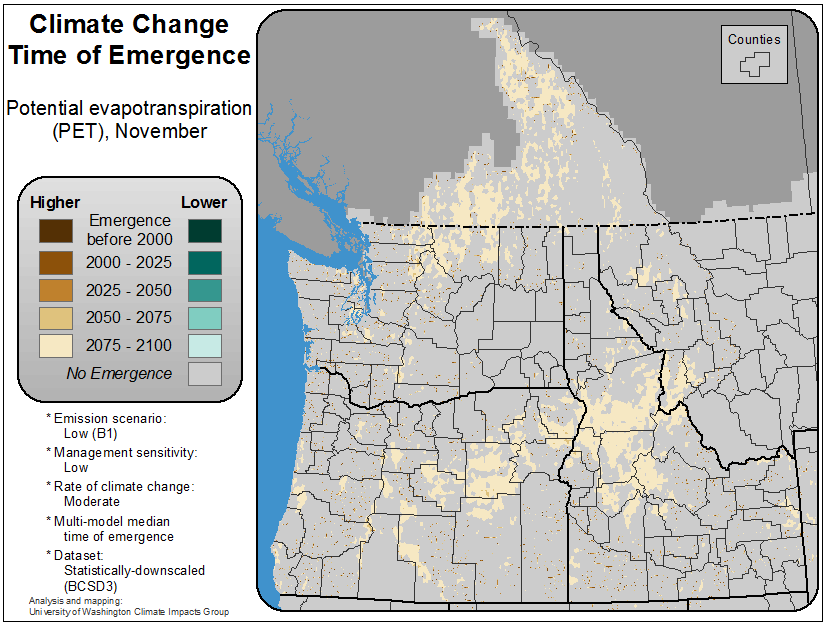 Climate Change
Time of Emergence
Potential evapotranspiration
(PET), November
Higher
Lower
Emergence
before 2000
2000 - 2025
2025 - 2050
2050 - 2075
2075 - 2100
No Emergence
* Emission scenario:
Low (B1)
* Management sensitivity:
Low
* Rate of climate change:
Moderate
* Multi-model median
time of emergence
* Dataset:
Statistically-downscaled
(BCSD3)
Analysis and mapping:
University of Washington Climate Impacts Group
Counties